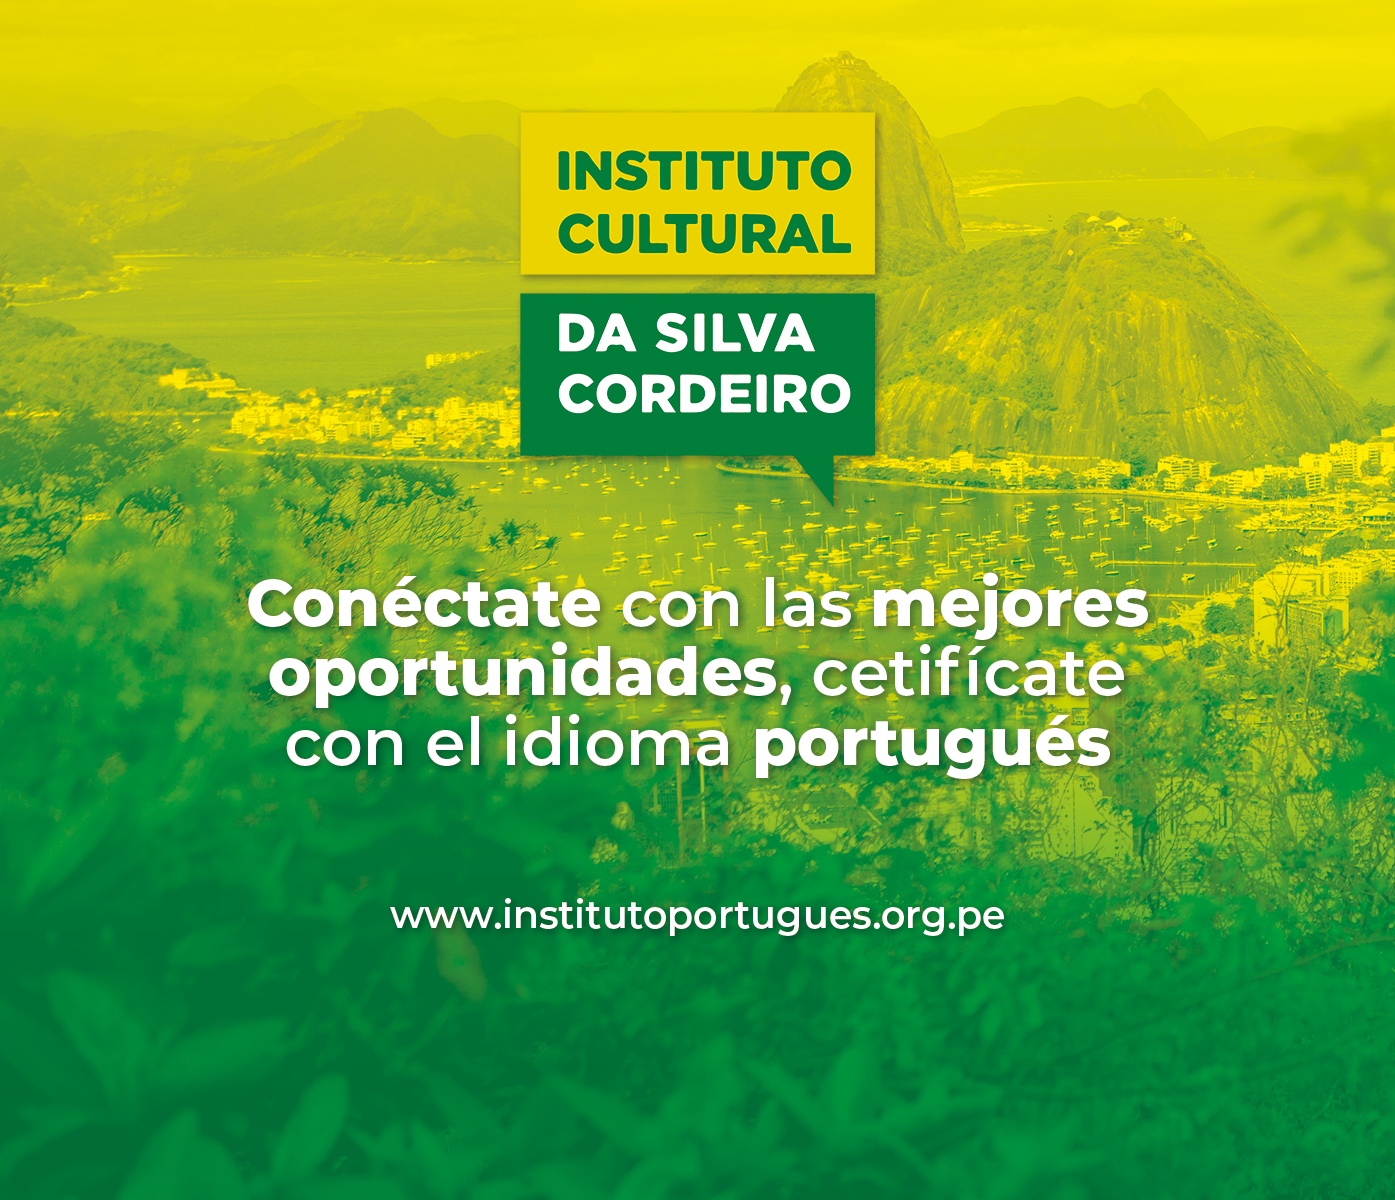 INSTITUTO
CULTURAL
DA SILVA
CORDEIRO
Conéctate con las mejores
oportunidades, cetifícate
con el idioma portugués
www.institutoportugues.org.pe